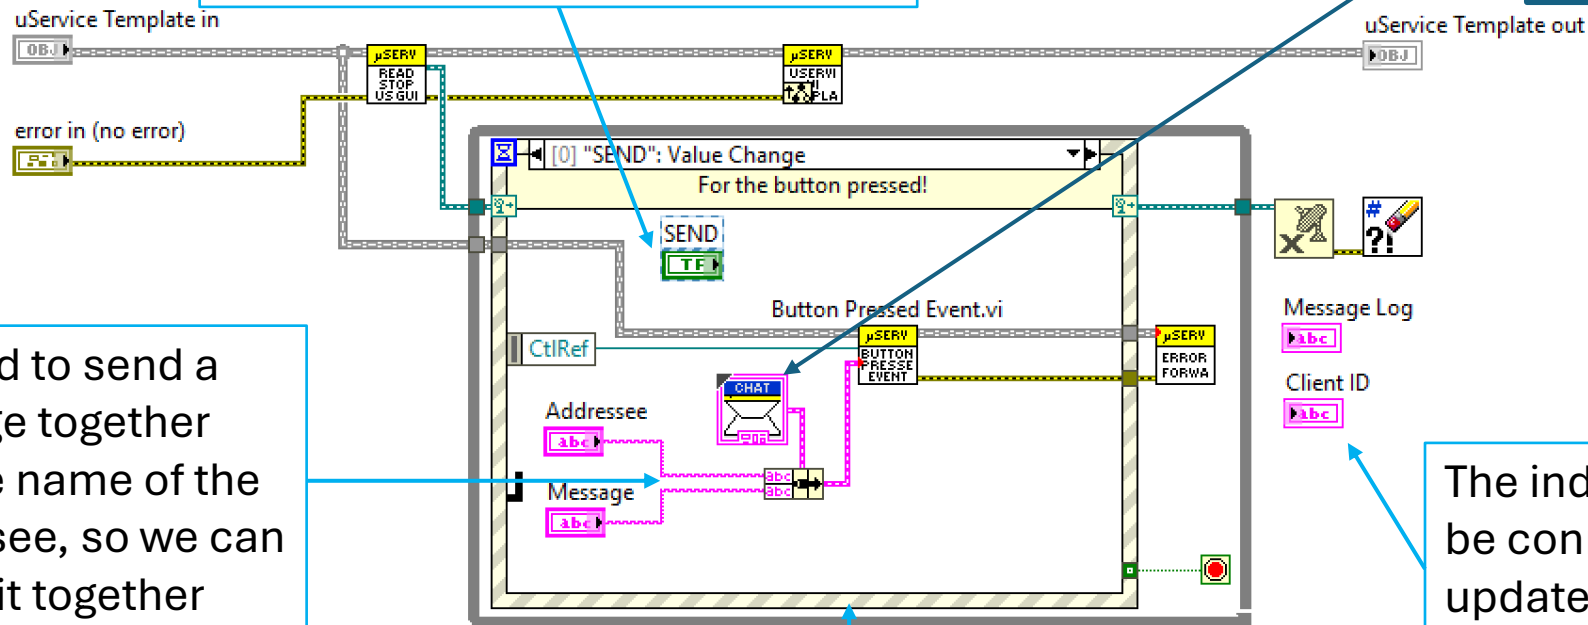 uService Template in
uService Template out
OBJ
µSERV
READ
STOP
US GUI
µSERV
USERVI
PLA
OBJ
error in (no error)
[0] "SEND": Value Change
For the button pressed!
SEND
TF
#
?!
X
Button Pressed Event.vi
Message Log
abc
µSERV
BUTTON
PRESSE
EVENT
µSERV
ERROR
FORWA
CtlRef
d to send a
ge together
e name of the
see, so we can
it together
CHAT
Addressee
abc
Client ID
abc
abc
abc
Message
abc
The ind
be con
update